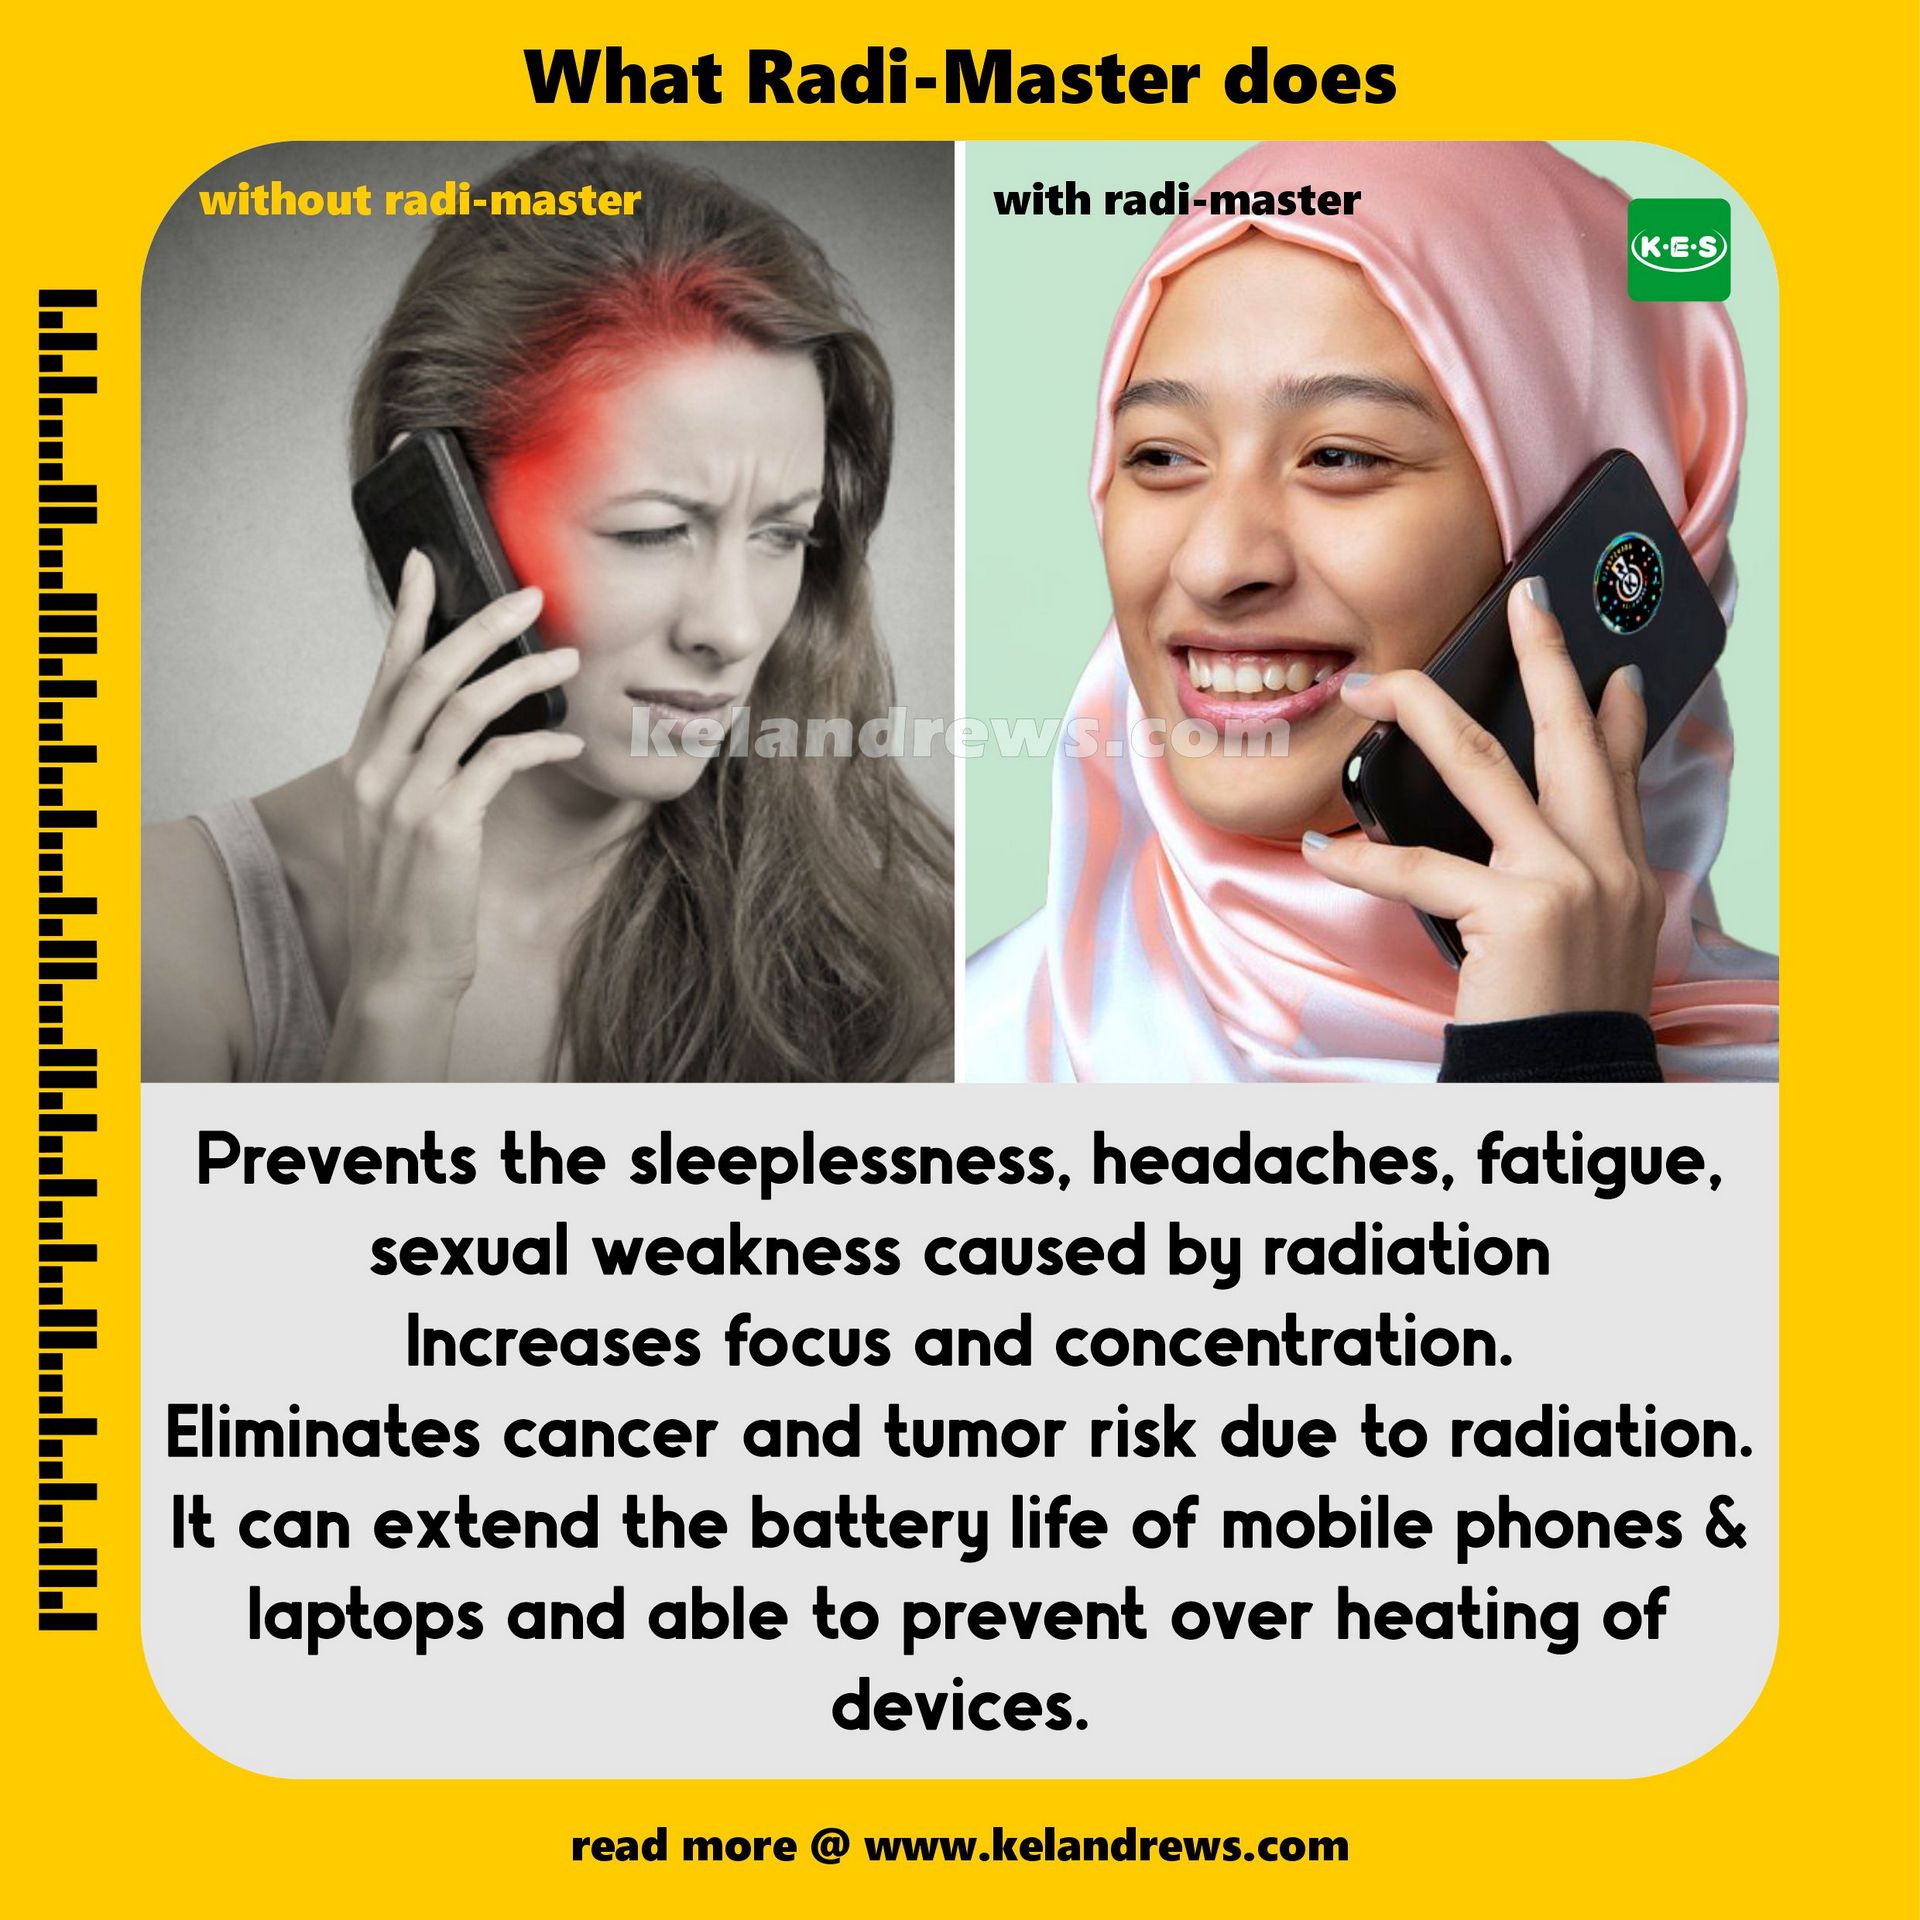 What Radi-Master does
without radi-master
with radi-master
K·E·S
kelandrews.com
Prevents the sleeplessness, headaches, fatigue,
sexual weakness caused by radiation
Increases focus and concentration.
Eliminates cancer and tumor risk due to radiation.
It can extend the battery life of mobile phones &
laptops and able to prevent over heating of
devices.
read more @ www.kelandrews.com